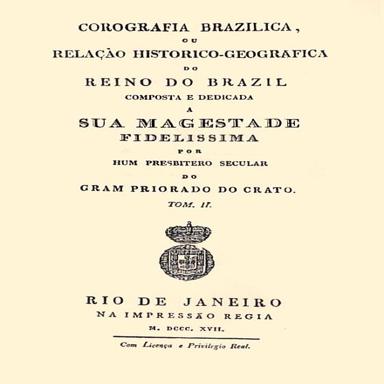 COROGRAFIA BRAZILICA,
OU
RELAÇÃO HISTORICO-GEOGRAFICA
DO
REINO DO BRAZIL
COMPOSTA E DEDICADA
A
SUA MAGESTADE
FIDELISSIMA
POR
HUM PRESBITERO SECULAR
DO
GRAM PRIORADO DO CRATO.
TOM. II.
RIO DE JANEIRO
NA IMPRESSÃO REGIA
M. DCCC. XVII.
Com Licença e Privilegio Real.